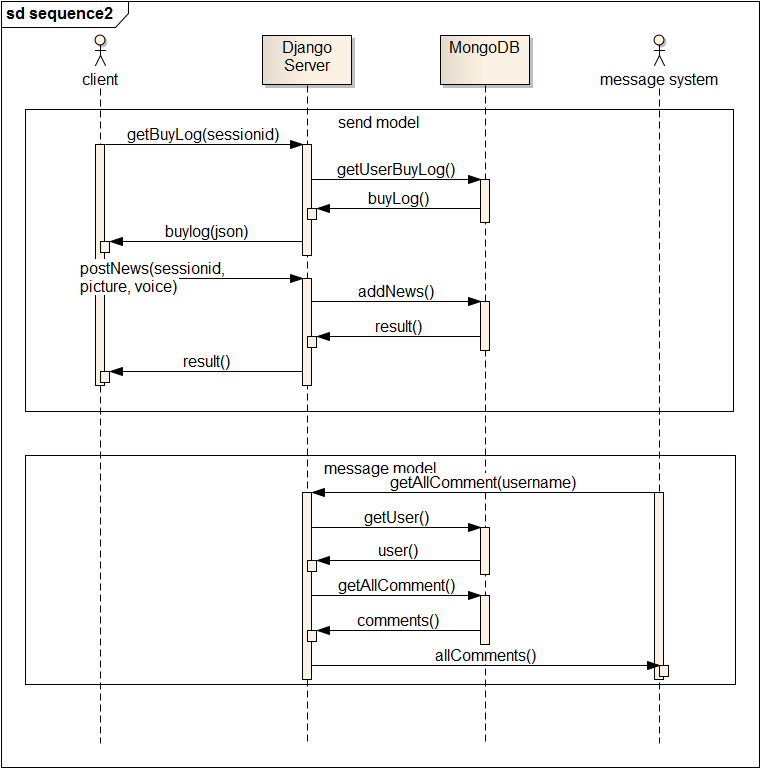 sd sequence2
client
Django
Server
MongoDB
message system
send model
getBuyLog(sessionid)
getUserBuyLog()
buyLog()
buylog(json)
postNews(sessionid,
picture, voice)
addNews()
result()
result()
message model
getAllComment(username)
getUser()
user()
getAllComment()
comments()
allComments()